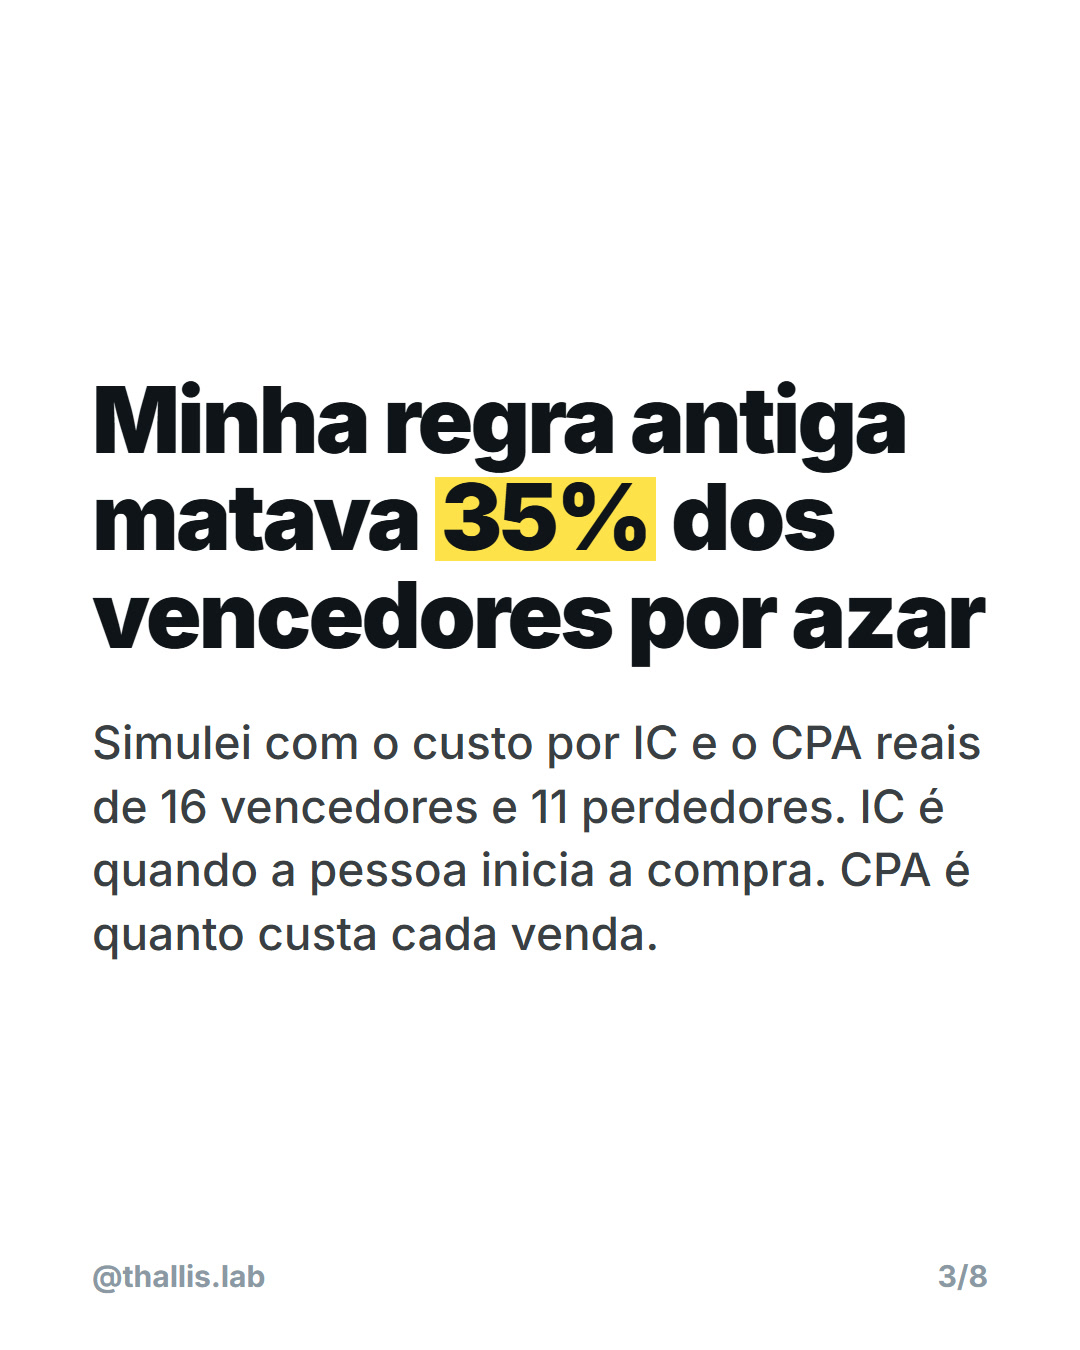 Minha regra antiga
matava 35% dos
vencedores por azar
Simulei com o custo por IC e o CPA reais
de 16 vencedores e 11 perdedores. IC é
quando a pessoa inicia a compra. CPA é
quanto custa cada venda.
@thallis.lab
3/8